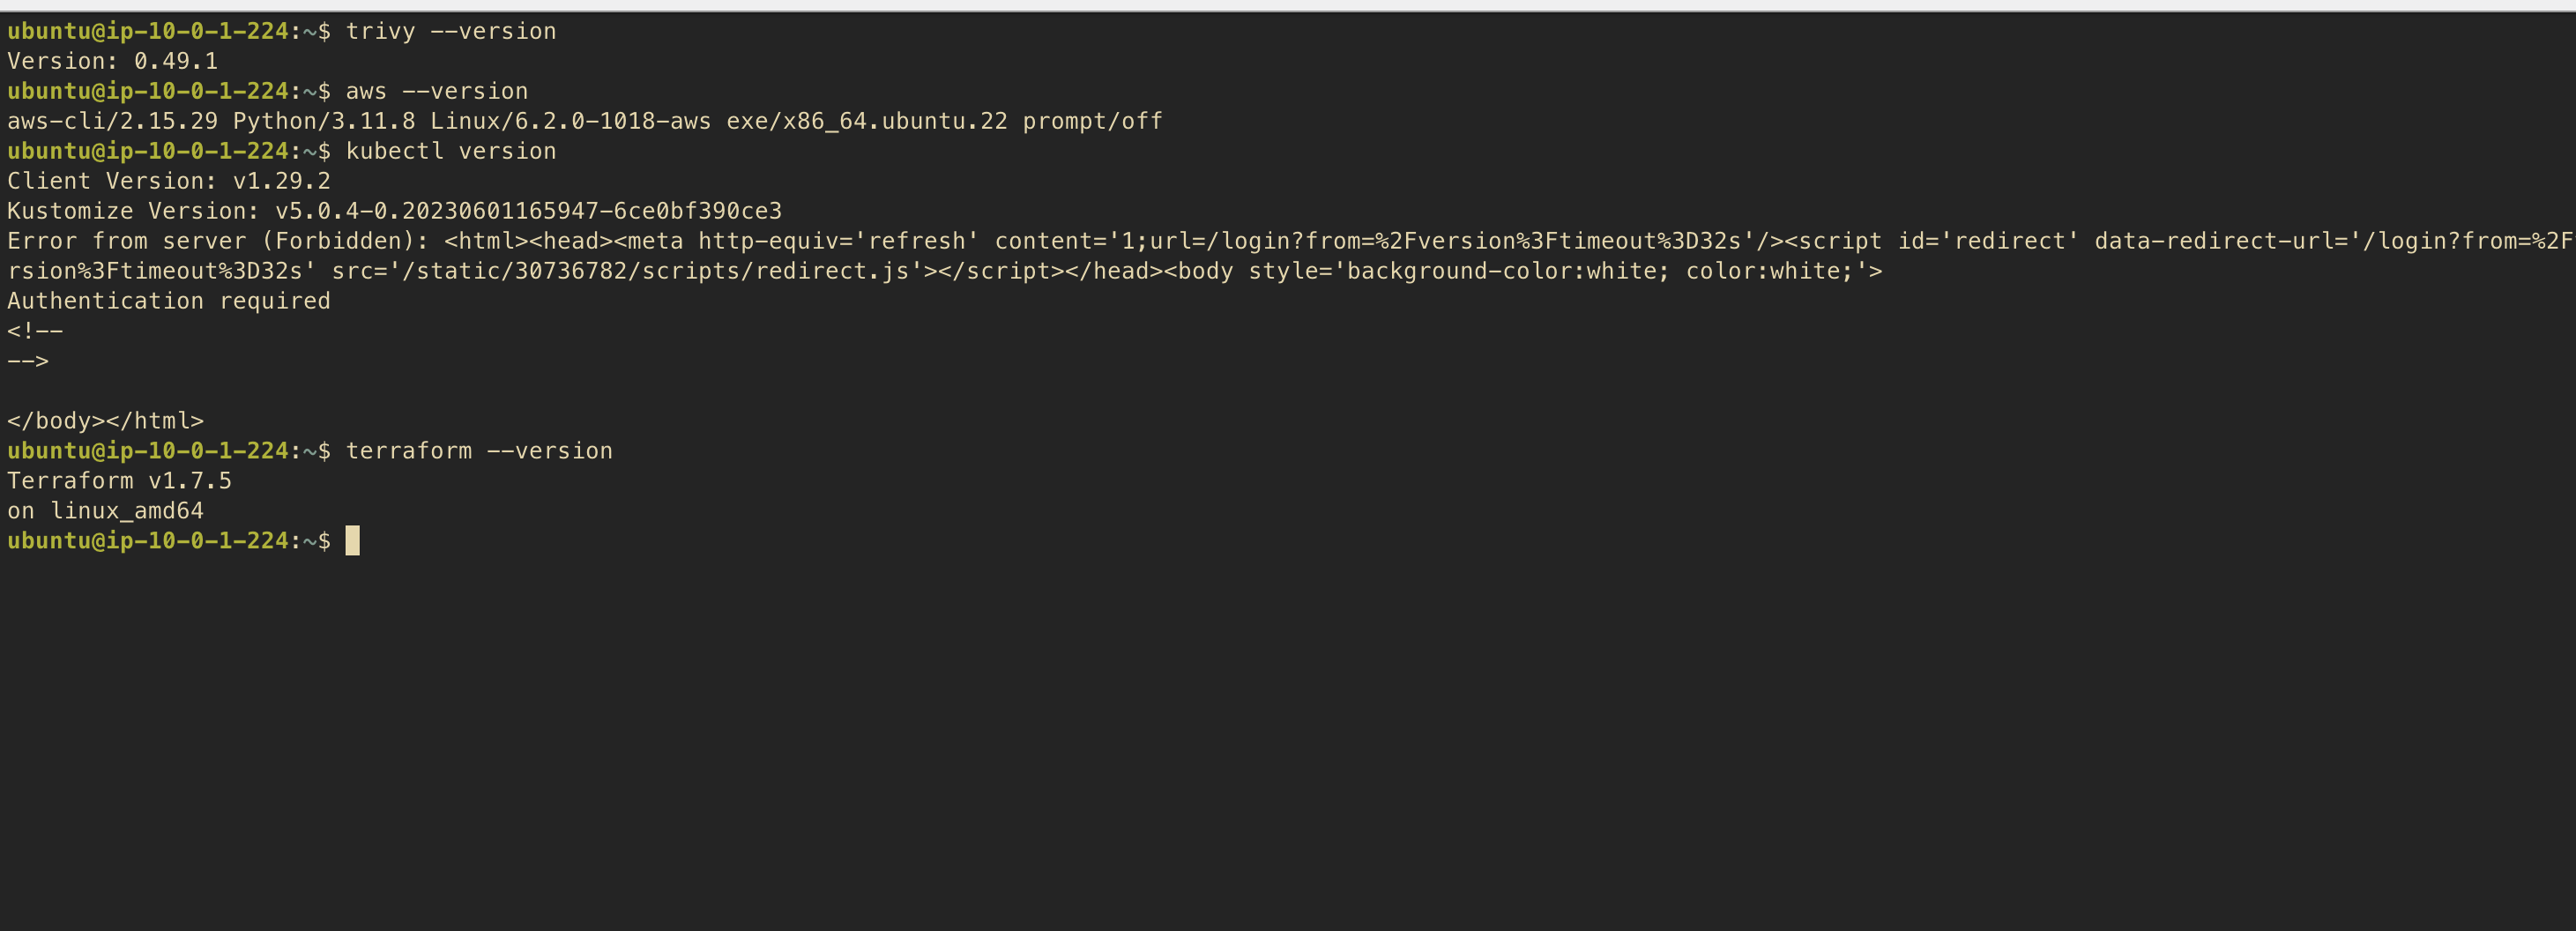 ubuntu@ip-10-0-1-224:~$ trivy --version
Version: 0.49.1
ubuntu@ip-10-0-1-224:~$ aws --version
aws-cli/2.15.29 Python/3.11.8 Linux/6.2.0-1018-aws exe/x86_64.ubuntu.22 prompt/off
ubuntu@ip-10-0-1-224:~$ kubectl version
Client Version: v1.29.2
Kustomize Version: v5.0.4-0.20230601165947-6ce0bf390ce3
Error from server (Forbidden): <html><head><meta http-equiv='refresh' content='1;url=/login?from=%2Fversion%3Ftimeout%3D32s'/><script id='redirect' data-redirect-url='/login?from=%2F
rsion%3Ftimeout%3D32s' src='/static/30736782/scripts/redirect.js'></script></head><body style='background-color:white; color:white;'>
Authentication required
<!--
-->
</body></html>
ubuntu@ip-10-0-1-224:~$ terraform --version
Terraform v1.7.5
on linux_amd64
ubuntu@ip-10-0-1-224:~$